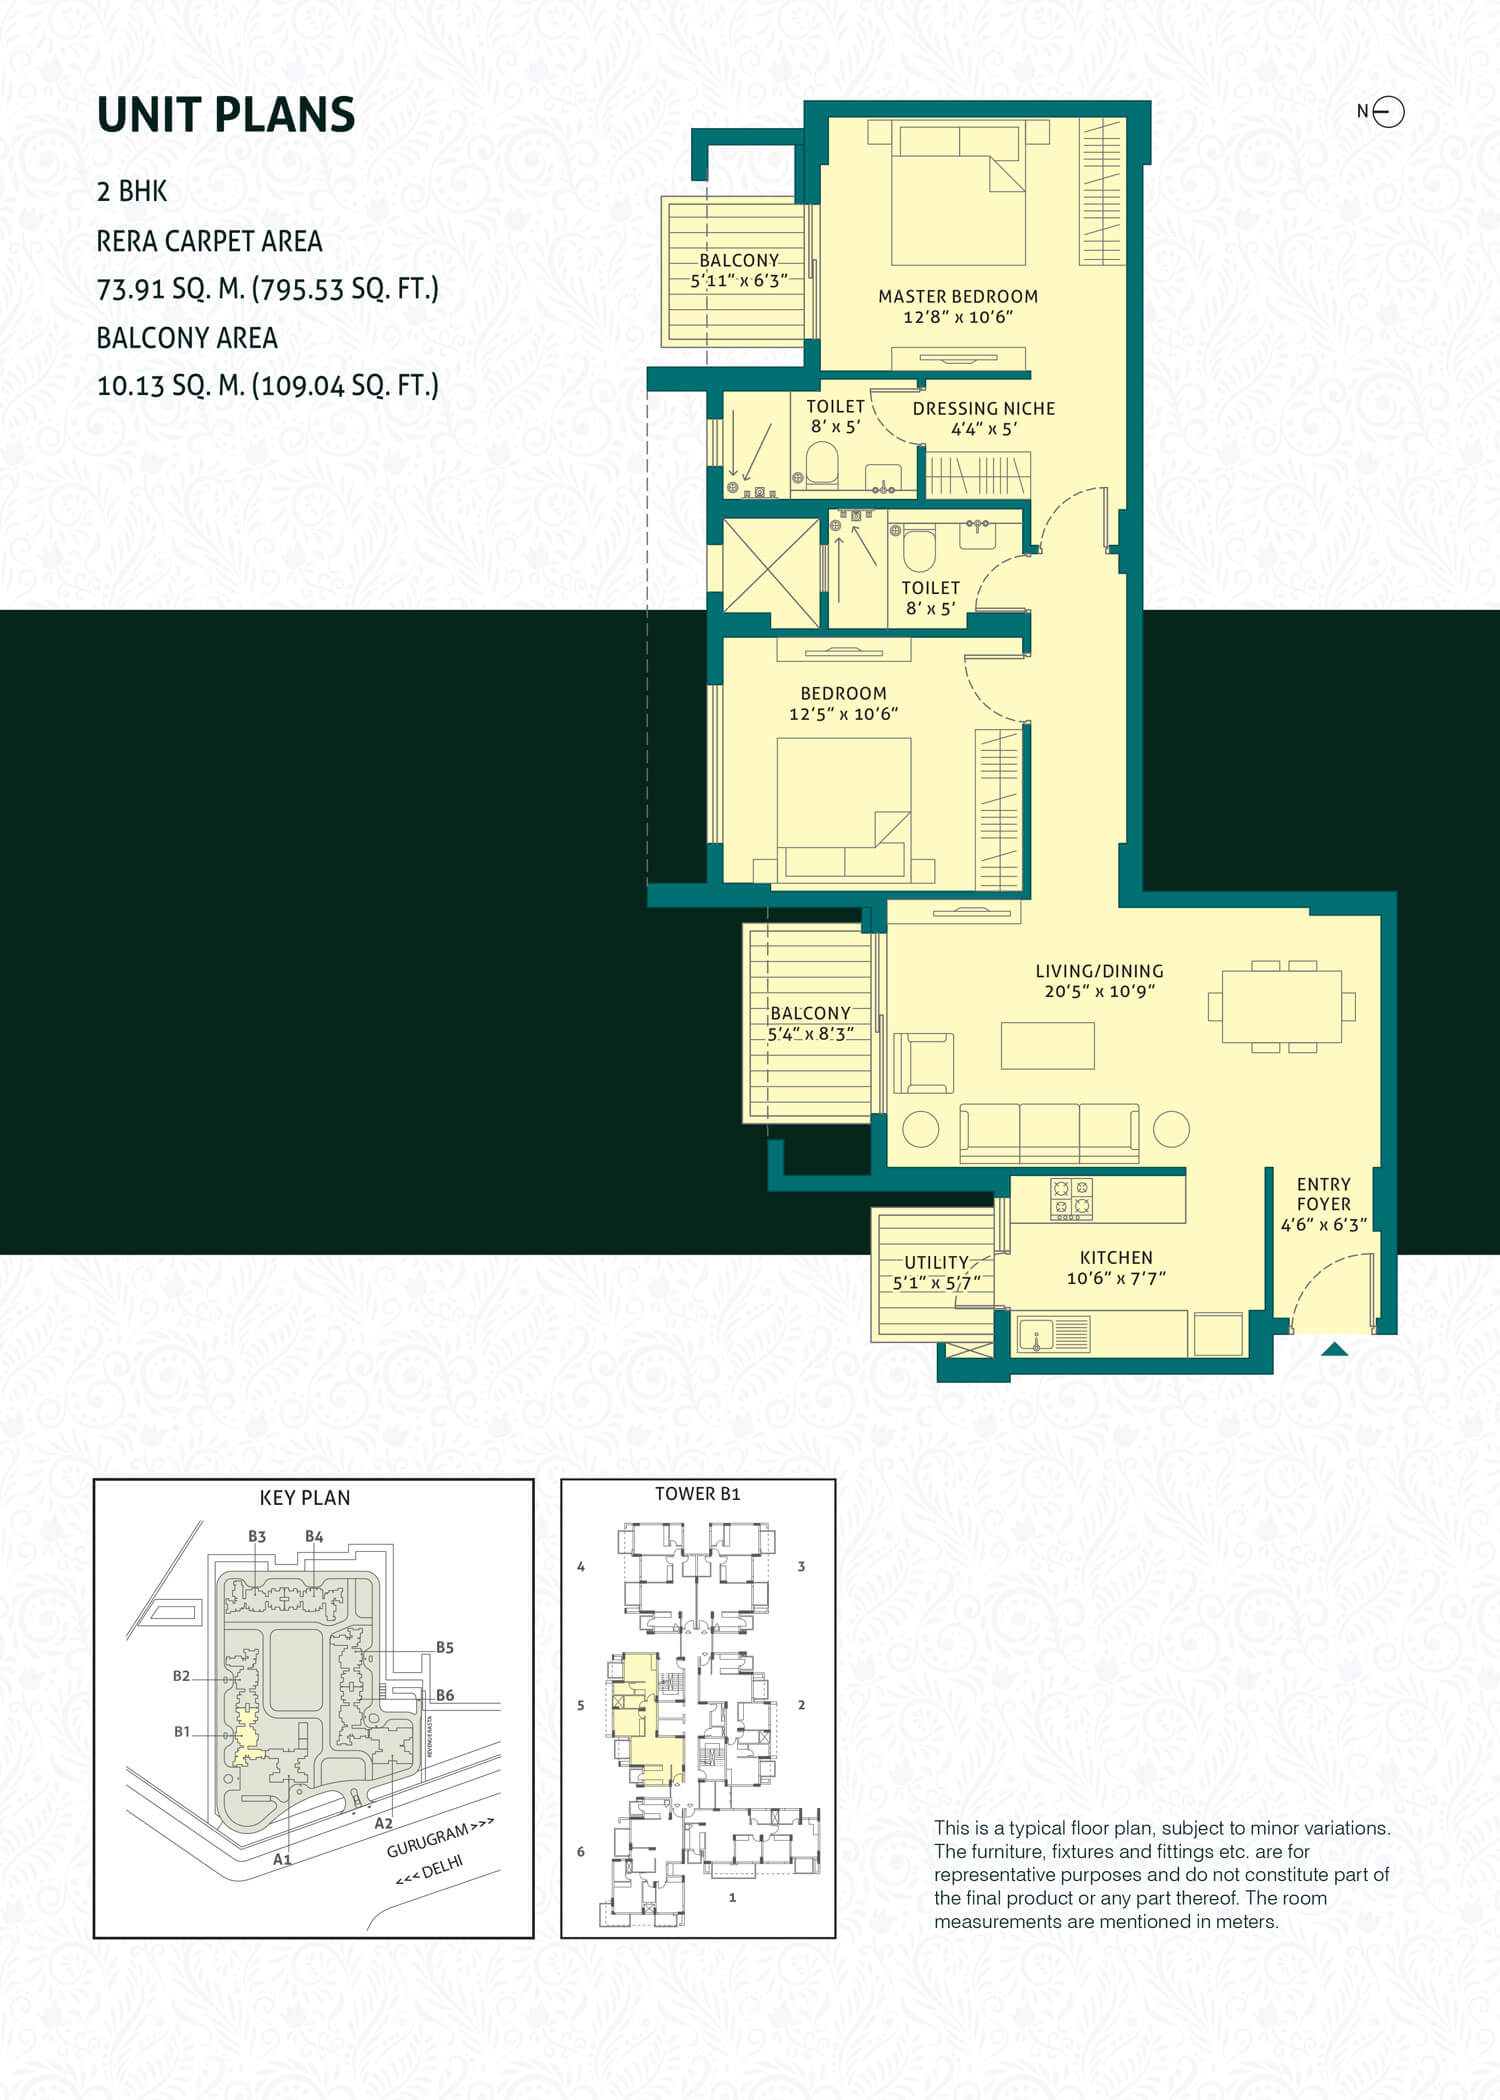 UNIT PLANS
2 BHK
RERA CARPET AREA
73.91 SQ. M. (795.53 SQ. FT.)
BALCONY AREA
10.13 SQ. M. (109.04 SQ. FT.)
N
BALCONY
5'11" x 6'3"
MASTER BEDROOM
12'8" x 10'6"
TOILET
8' x 5'
DRESSING NICHE
4'4" x 5'
TOILET
8' x 5'
BEDROOM
12'5" x 10'6"
LIVING/DINING
20'5" x 10'9"
BALCONY
5'4" x 8'3"
ENTRY
FOYER
4'6" x 6'3"
UTILITY
5'1" x 5'7"
KITCHEN
10'6" x 7'7"
KEY PLAN
B3
B4
B5
B2
B6
B1
REVENUE RASTA
A2
A1
GURUGRAM >>>
<<< DELHI
TOWER B1
4
3
5
2
6
1
This is a typical floor plan, subject to minor variations.
The furniture, fixtures and fittings etc. are for
representative purposes and do not constitute part of
the final product or any part thereof. The room
measurements are mentioned in meters.